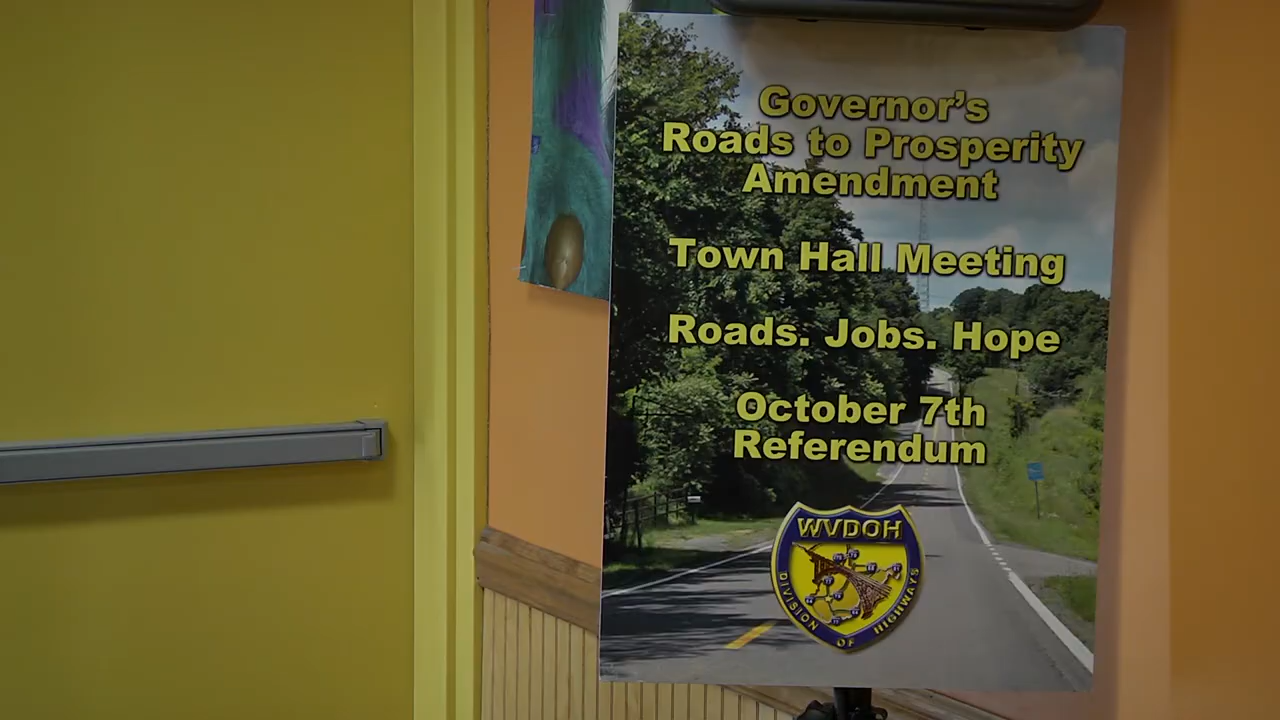 Governor's
Roads to Prosperity
Amendment
Town Hall Meeting
Roads. Jobs. Hope
October 7th
Referendum
WVDOH
DIVISION OF HIGHWAYS